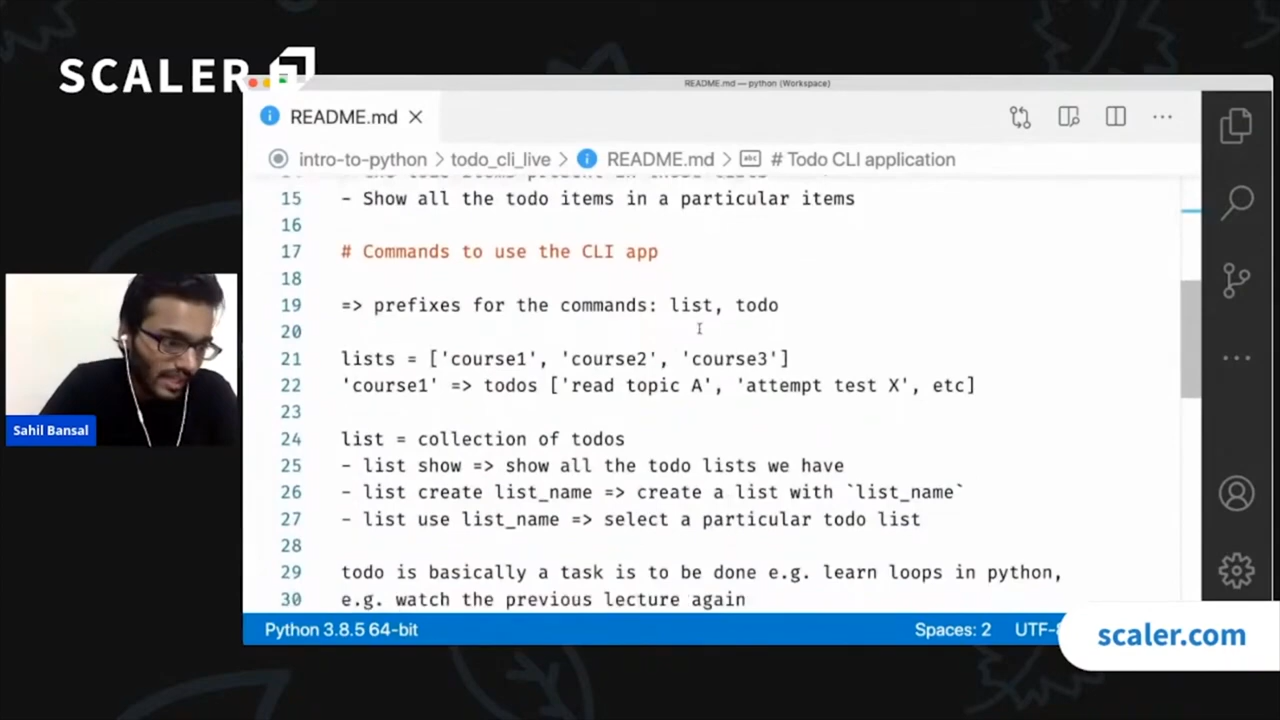 SCALER
README.md — python (Workspace)
README.md
intro-to-python > todo_cli_live > README.md > # Todo CLI application
15 - Show all the todo items in a particular items
16
17 # Commands to use the CLI app
18
19 => prefixes for the commands: list, todo
20
21 lists = ['course1', 'course2', 'course3']
22 'course1' => todos ['read topic A', 'attempt test X', etc]
23
24 list = collection of todos
25 - list show => show all the todo lists we have
26 - list create list_name => create a list with `list_name`
27 - list use list_name => select a particular todo list
28
29 todo is basically a task is to be done e.g. learn loops in python,
30 e.g. watch the previous lecture again
Sahil Bansal
Python 3.8.5 64-bit Spaces: 2 UTF-
scaler.com